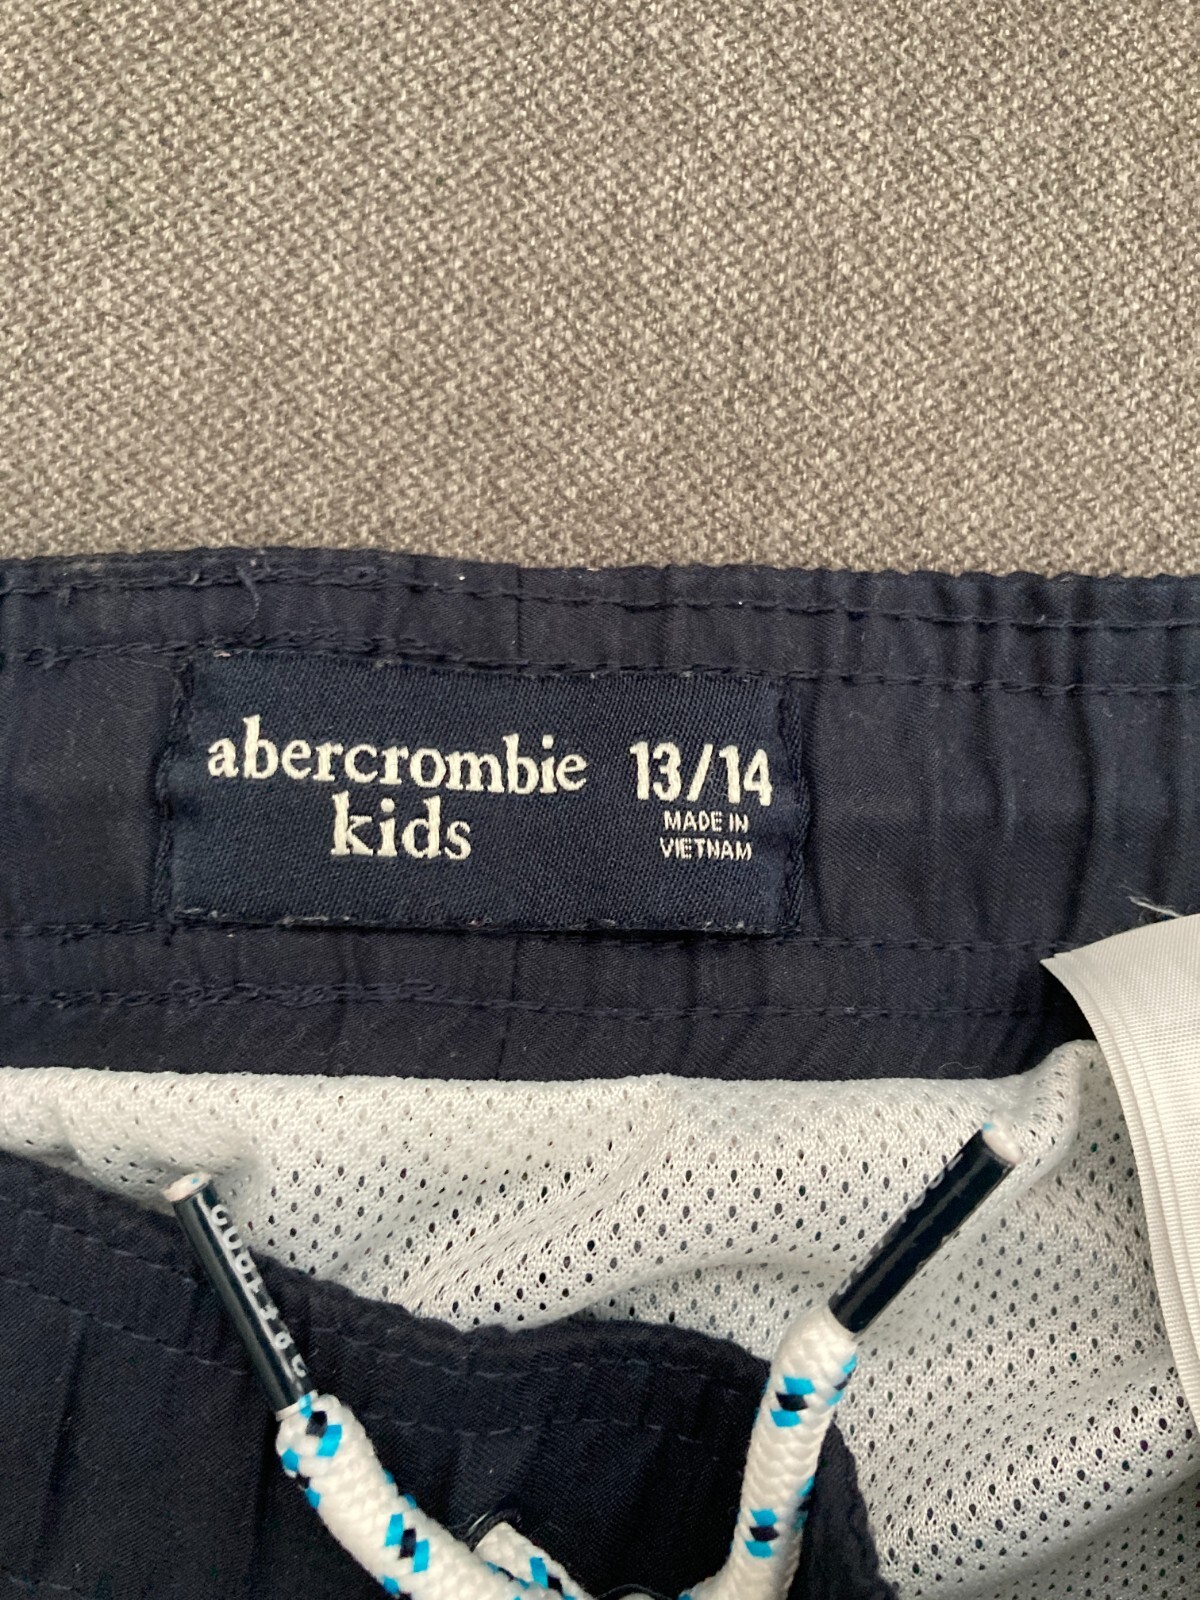 abercrombie
kids
13/14
MADE IN
VIETNAM